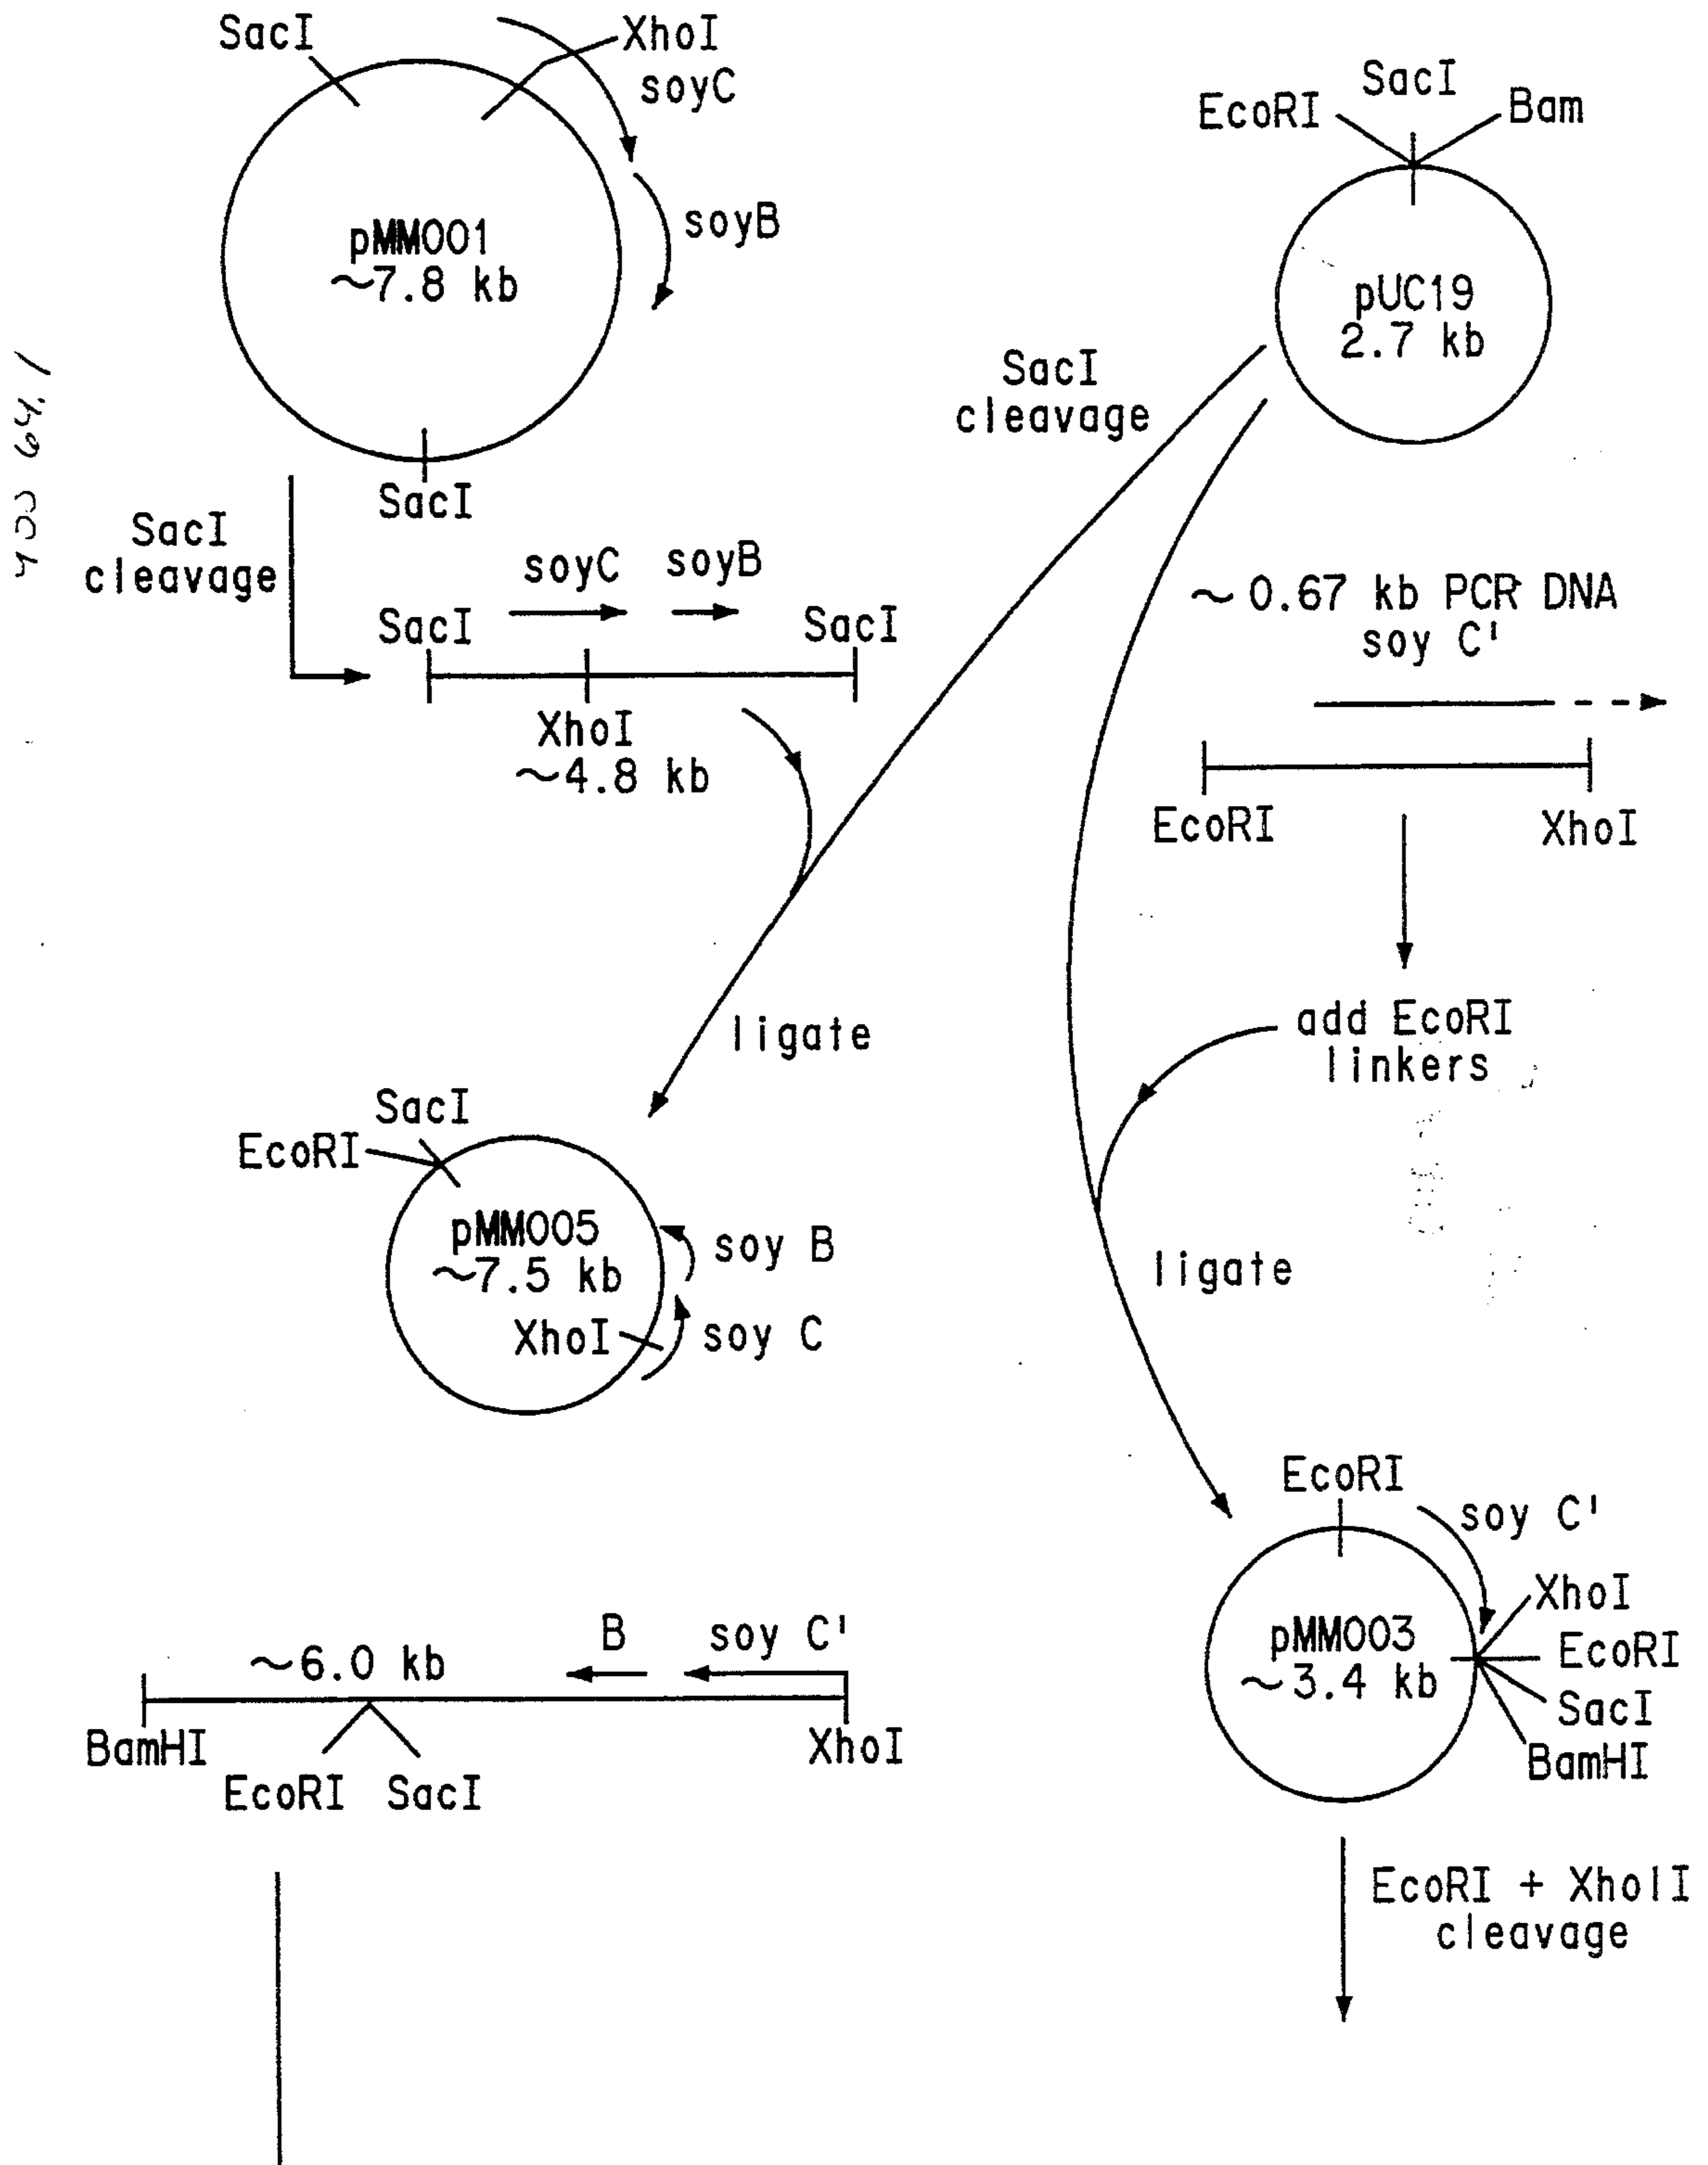 SacI
XhoI
soyC
soyB
pMM001
~7.8 kb
SacI
SacI
cleavage
soyC soyB
SacI SacI
XhoI
~4.8 kb
SacI
EcoRI Bam
pUC19
2.7 kb
SacI
cleavage
~0.67 kb PCR DNA
soy C'
EcoRI XhoI
add EcoRI
linkers
ligate
ligate
SacI
EcoRI
pMM005
~7.5 kb
soy B
XhoI soy C
EcoRI
soy C'
XhoI
pMM003
~3.4 kb
EcoRI
SacI
BamHI
~6.0 kb B soy C'
BamHI XhoI
EcoRI SacI
EcoRI + XholI
cleavage